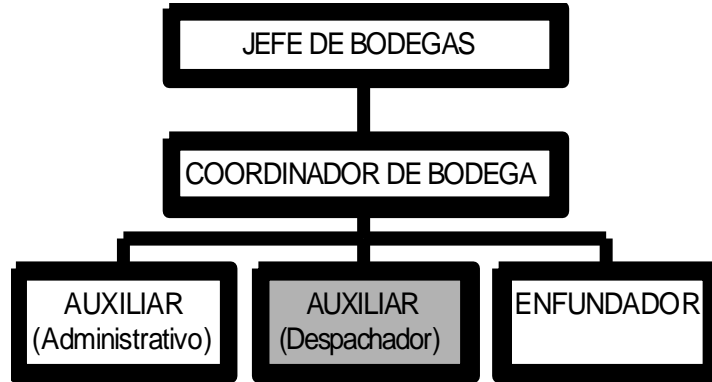 JEFE DE BODEGAS
COORDINADOR DE BODEGA
AUXILIAR
(Administrativo)
AUXILIAR
(Despachador)
ENFUNDADOR